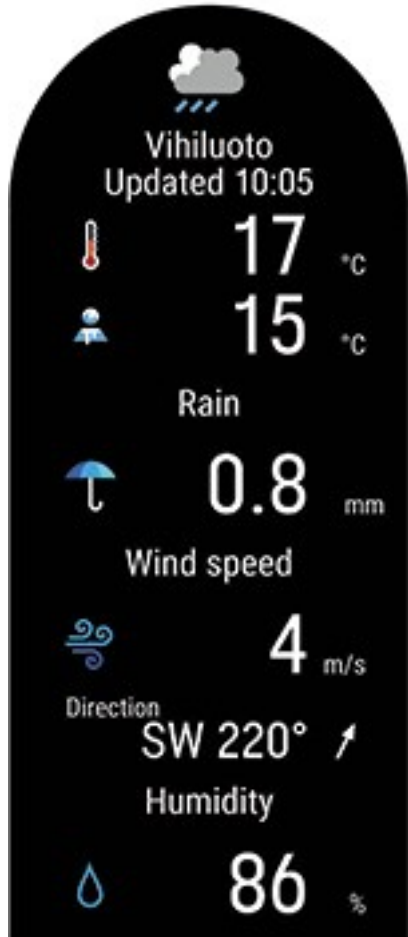 Vihiluoto
Updated 10:05
17 °C
15 °C
Rain
0.8 mm
Wind speed
4 m/s
Direction
SW 220°
Humidity
86 %